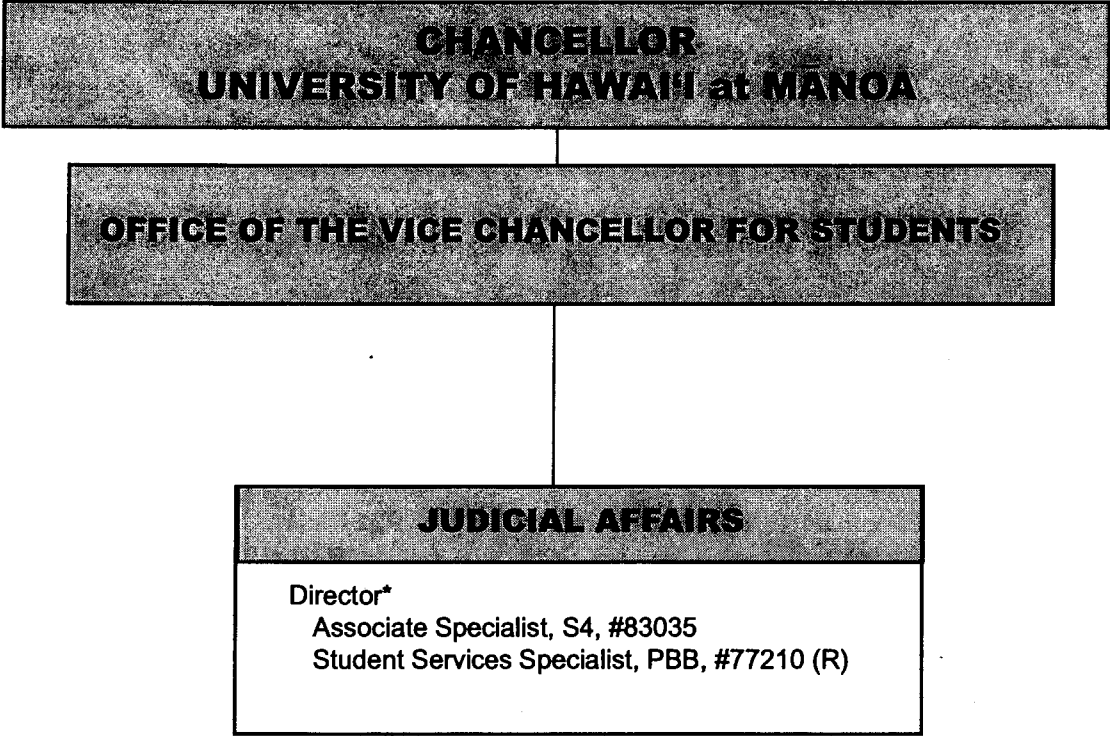 CHANCELLOR
UNIVERSITY OF HAWAI‘I at MĀNOA
OFFICE OF THE VICE CHANCELLOR FOR STUDENTS
JUDICIAL AFFAIRS
Director*
Associate Specialist, S4, #83035
Student Services Specialist, PBB, #77210 (R)